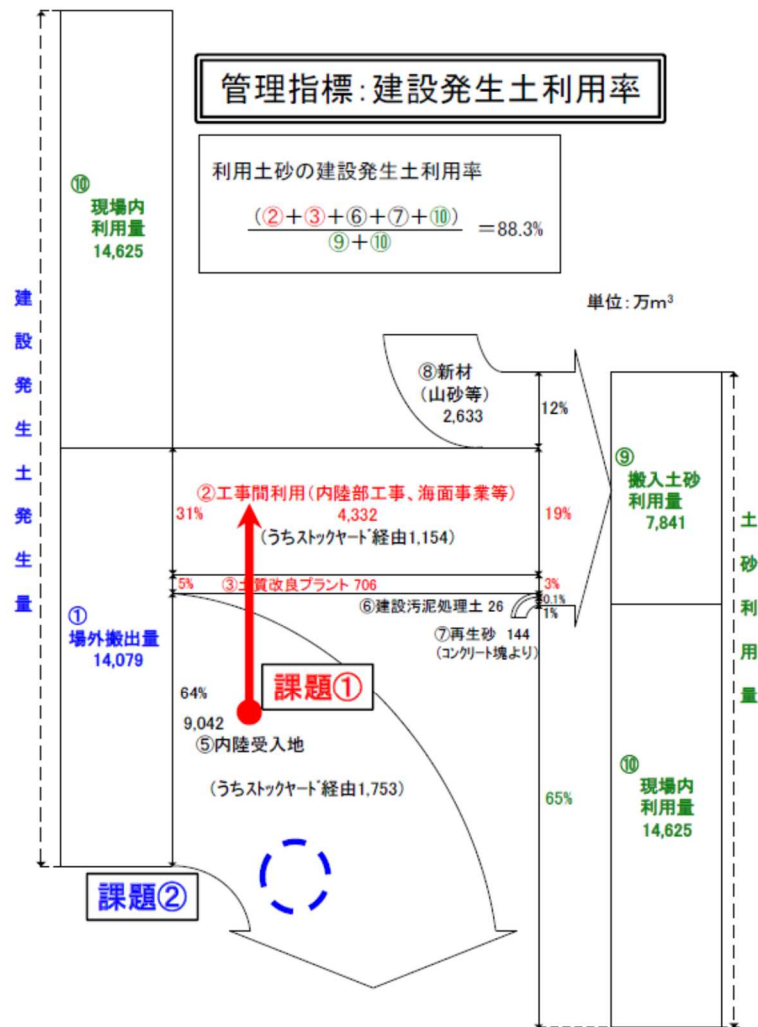 管理指標:建設発生土利用率
利用土砂の建設発生土利用率
(②+③+⑥+⑦+⑩)
⑨+⑩
=88.3%
単位:万m³
建設発生土発生量
⑩
現場内
利用量
14,625
①
場外搬出量
14,079
⑧新材
(山砂等)
2,633
12%
②工事間利用(内陸部工事、海面事業等)
31%
4,332
19%
(うちストックヤード経由1,154)
5%
③土質改良プラント 706
3%
⑥建設汚泥処理土 26
0.1%
1%
⑦再生砂 144
(コンクリート塊より)
課題①
64%
9,042
⑤内陸受入地
(うちストックヤード経由1,753)
65%
課題②
⑨
搬入土砂
利用量
7,841
⑩
現場内
利用量
14,625
土砂利用量